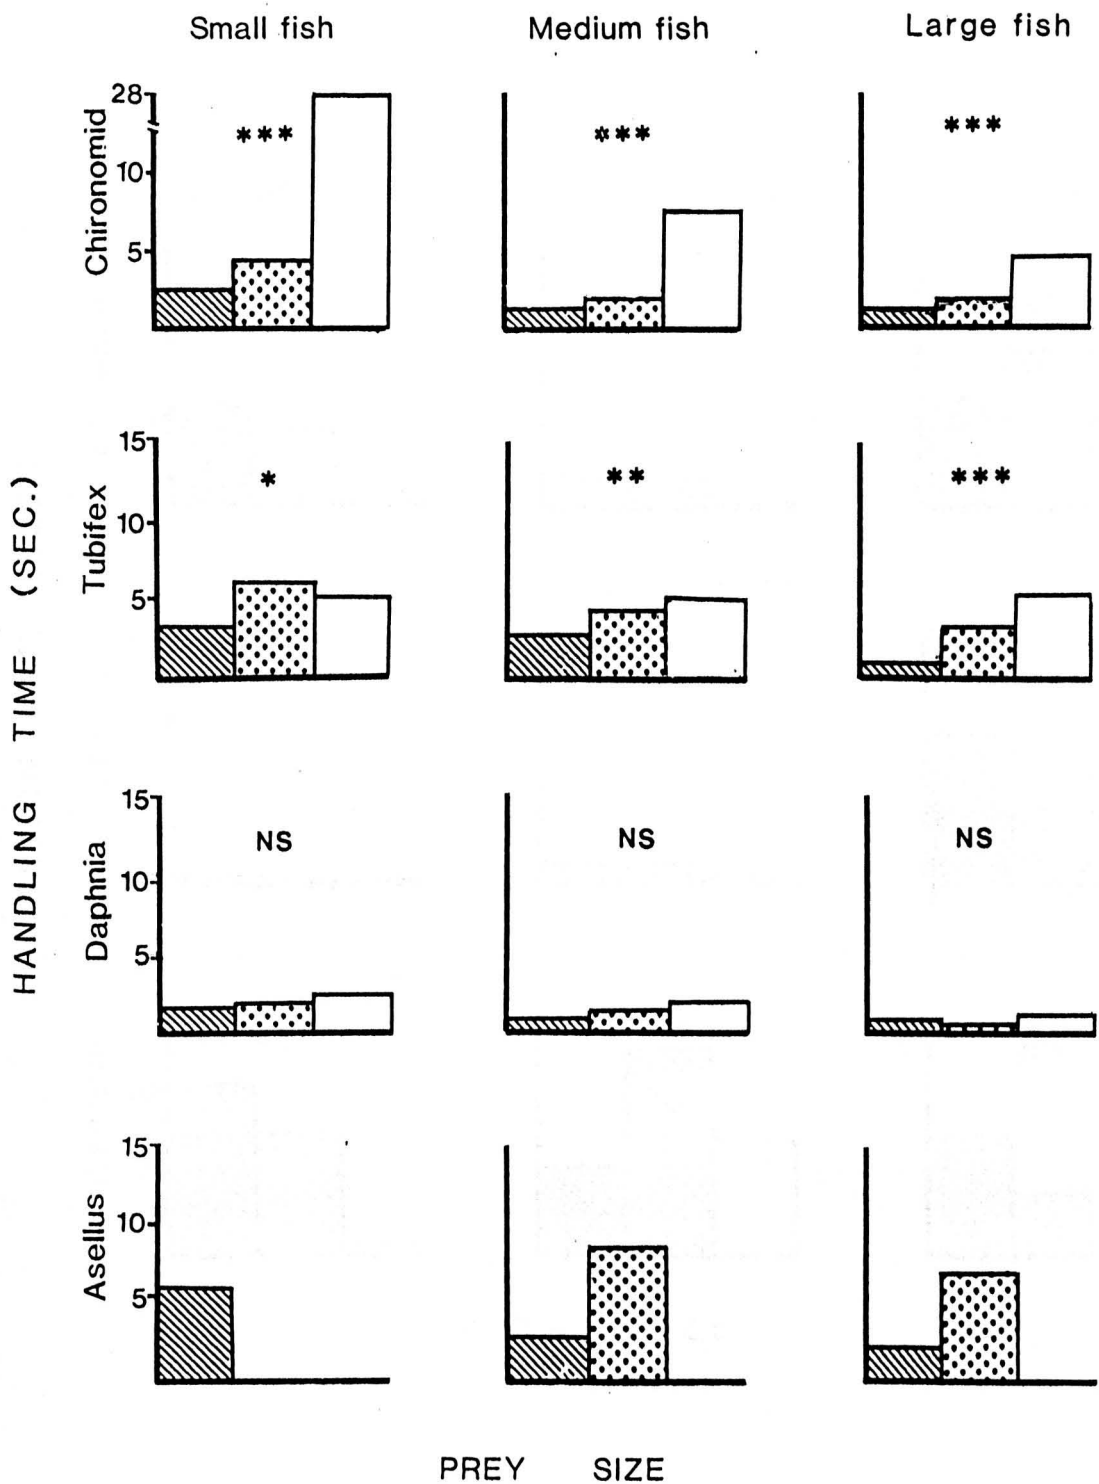 Small fish Medium fish Large fish
HANDLING TIME (SEC.)
Chironomid
28
10
5
*** *** ***
Tubifex
15
10
5
* ** ***
Daphnia
15
10
5
NS NS NS
Asellus
15
10
5
PREY SIZE